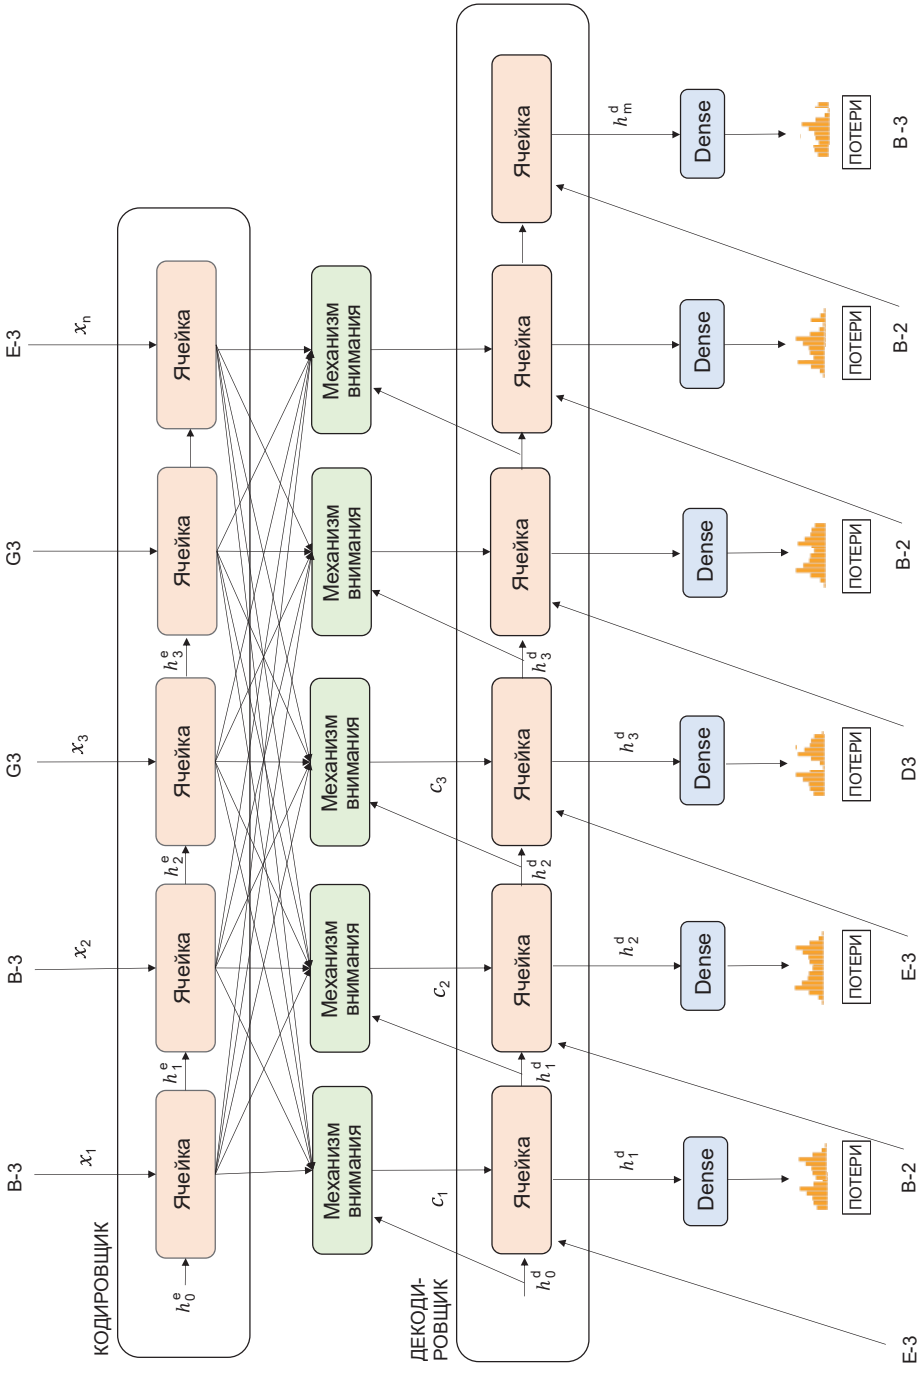 B-3
B-3
G3
G3
E-3
x₁
x₂
x₃
xₙ
КОДИРОВЩИК
h₀ᵉ
Ячейка
h₁ᵉ
Ячейка
h₂ᵉ
Ячейка
h₃ᵉ
Ячейка
Ячейка
Механизм
внимания
Механизм
внимания
Механизм
внимания
Механизм
внимания
Механизм
внимания
c₁
c₂
c₃
ДЕКОДИ-
РОВЩИК
h₀ᵈ
Ячейка
h₁ᵈ
Ячейка
h₂ᵈ
Ячейка
h₃ᵈ
Ячейка
Ячейка
Ячейка
h₁ᵈ
h₂ᵈ
h₃ᵈ
hₘᵈ
Dense
Dense
Dense
Dense
Dense
Dense
ПОТЕРИ
ПОТЕРИ
ПОТЕРИ
ПОТЕРИ
ПОТЕРИ
ПОТЕРИ
E-3
B-2
E-3
D3
B-2
B-2
B-3